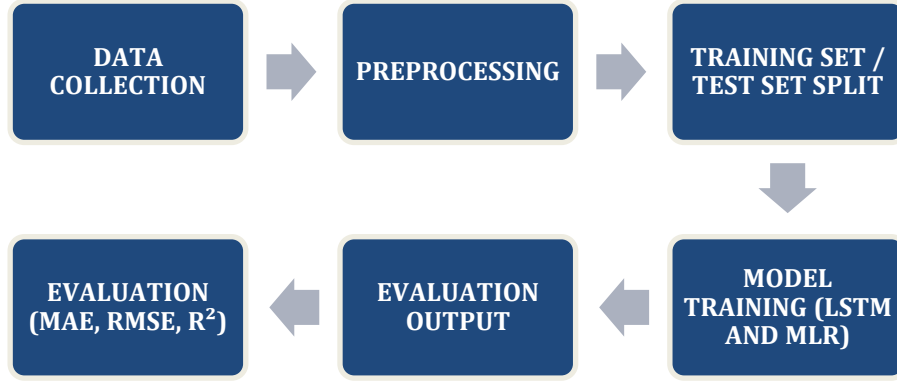 DATA
COLLECTION
PREPROCESSING
TRAINING SET /
TEST SET SPLIT
MODEL
TRAINING (LSTM
AND MLR)
EVALUATION
OUTPUT
EVALUATION
(MAE, RMSE, R²)